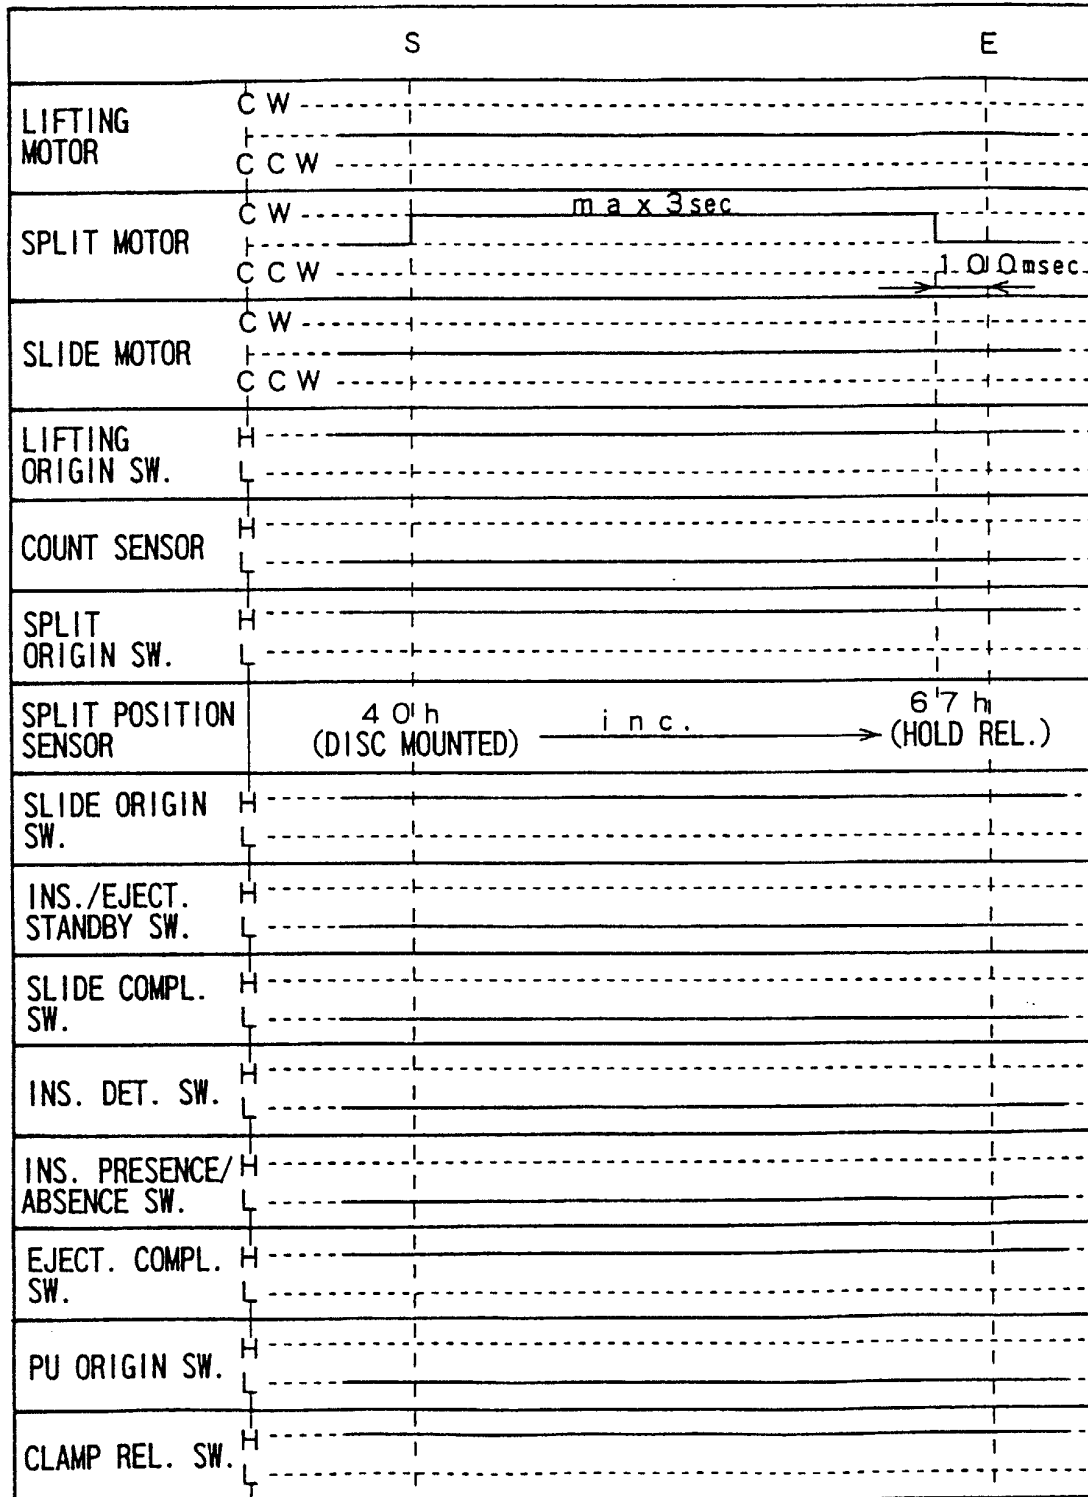 S E
LIFTING
MOTOR
CW
CCW
SPLIT MOTOR
CW
CCW
max 3sec
100msec
SLIDE MOTOR
CW
CCW
LIFTING
ORIGIN SW.
H
L
COUNT SENSOR
H
L
SPLIT
ORIGIN SW.
H
L
SPLIT POSITION
SENSOR
40h
(DISC MOUNTED)
inc.
67h
(HOLD REL.)
SLIDE ORIGIN
SW.
H
L
INS./EJECT.
STANDBY SW.
H
L
SLIDE COMPL.
SW.
H
L
INS. DET. SW.
H
L
INS. PRESENCE/
ABSENCE SW.
H
L
EJECT. COMPL.
SW.
H
L
PU ORIGIN SW.
H
L
CLAMP REL. SW.
H
L